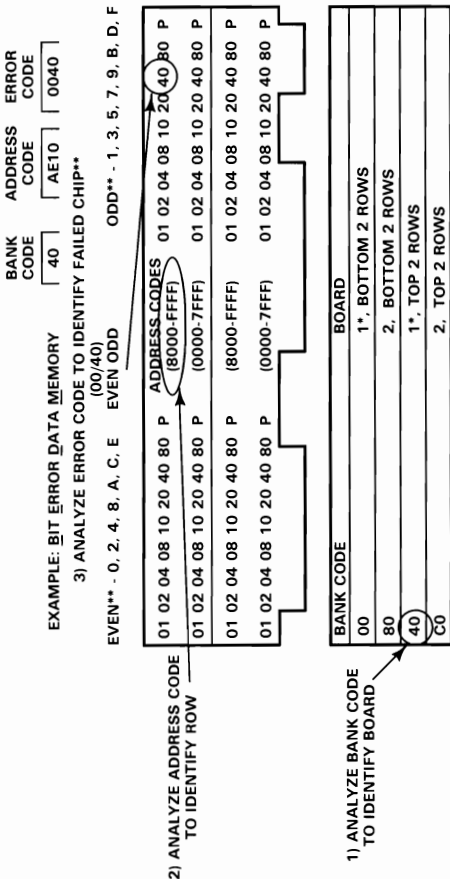 BANK CODE ADDRESS CODE ERROR CODE
40 AE10 0040
EXAMPLE: BIT ERROR DATA MEMORY
3) ANALYZE ERROR CODE TO IDENTIFY FAILED CHIP**
(00/40)
EVEN ODD
EVEN** - 0, 2, 4, 8, A, C, E ODD** - 1, 3, 5, 7, 9, B, D, F
ADDRESS CODES
01 02 04 08 10 20 40 80 P (8000-FFFF) 01 02 04 08 10 20 40 80 P
01 02 04 08 10 20 40 80 P (0000-7FFF) 01 02 04 08 10 20 40 80 P
01 02 04 08 10 20 40 80 P (8000-FFFF) 01 02 04 08 10 20 40 80 P
01 02 04 08 10 20 40 80 P (0000-7FFF) 01 02 04 08 10 20 40 80 P
2) ANALYZE ADDRESS CODE
TO IDENTIFY ROW
1) ANALYZE BANK CODE
TO IDENTIFY BOARD
BANK CODE BOARD
00 1*, BOTTOM 2 ROWS
80 2, BOTTOM 2 ROWS
40 1*, TOP 2 ROWS
C0 2, TOP 2 ROWS